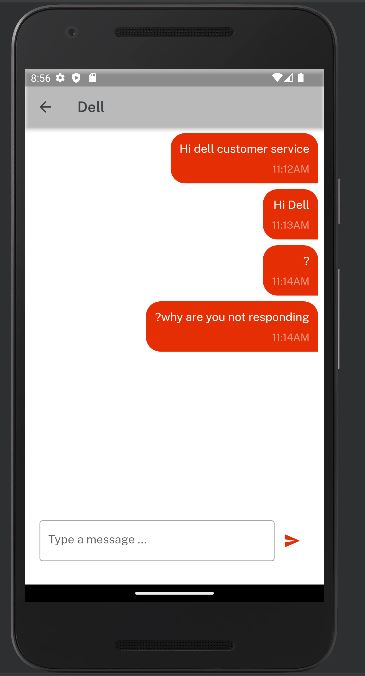 8:56
Dell
Hi dell customer service
11:12AM
Hi Dell
11:13AM
?
11:14AM
?why are you not responding
11:14AM
Type a message ...